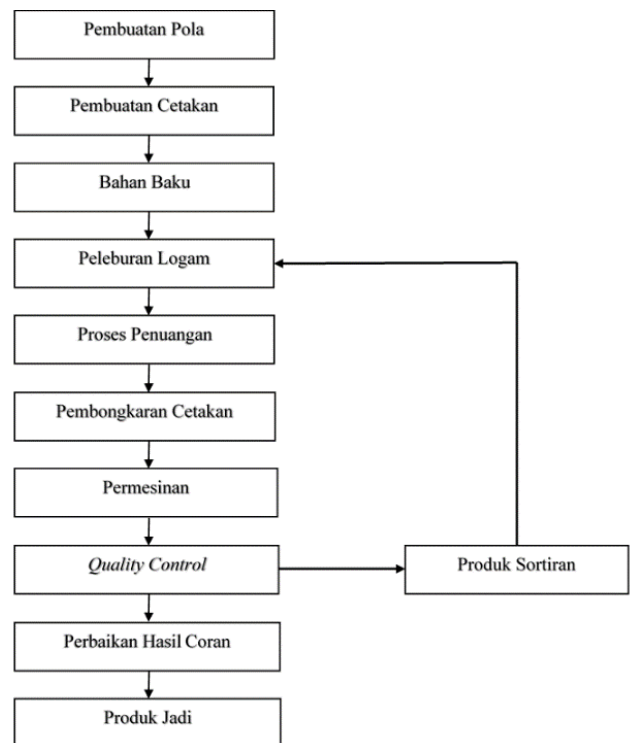 Pembuatan Pola
Pembuatan Cetakan
Bahan Baku
Peleburan Logam
Proses Penuangan
Pembongkaran Cetakan
Permesinan
Quality Control
Produk Sortiran
Perbaikan Hasil Coran
Produk Jadi